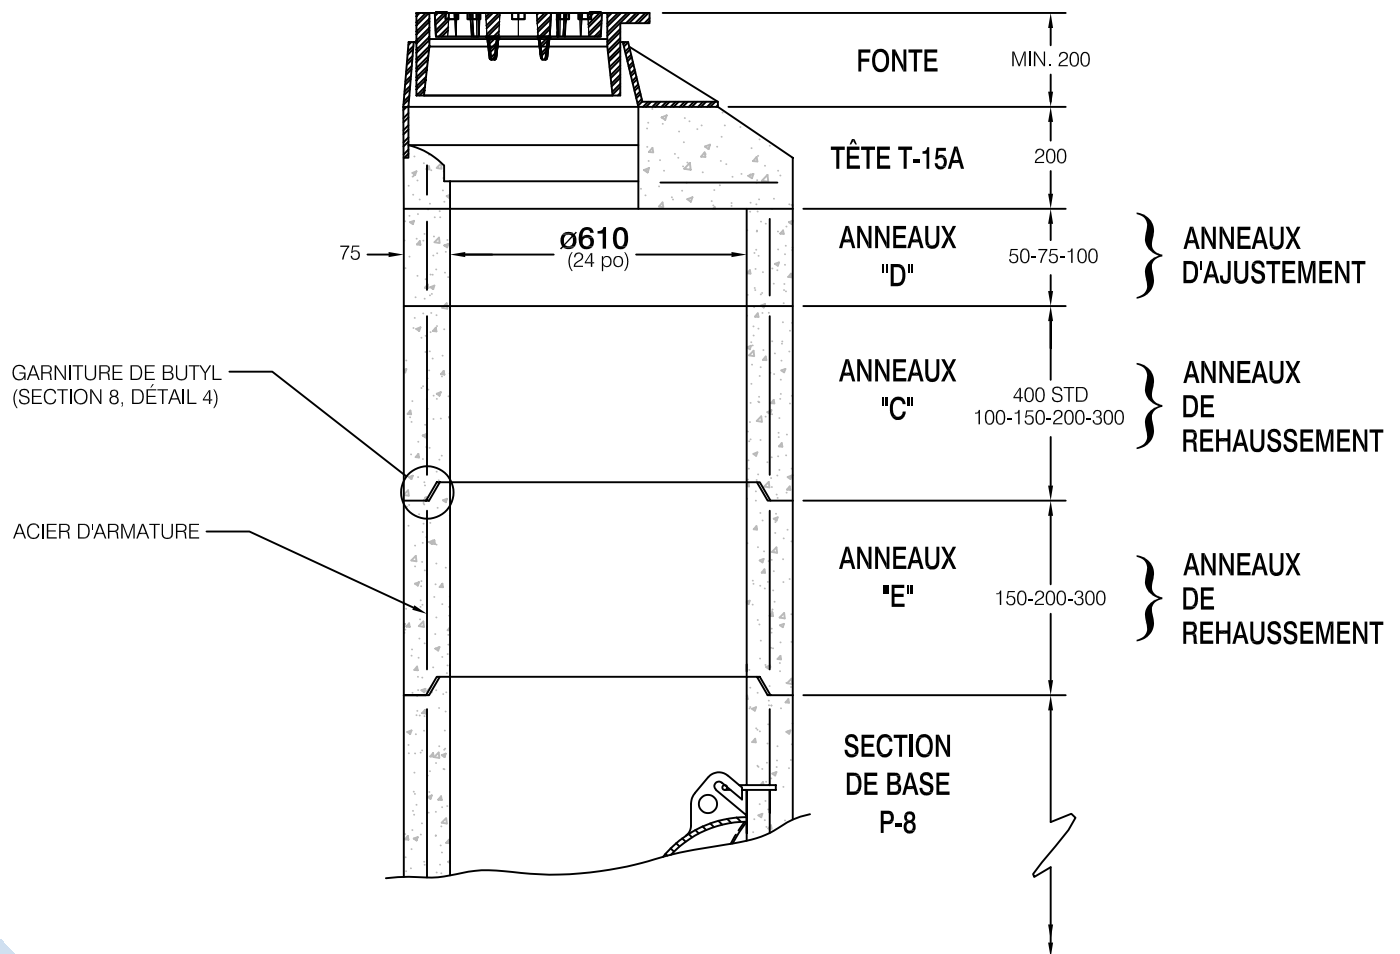 FONTE
MIN. 200
TÊTE T-15A
200
75
ø610
(24 po)
ANNEAUX
"D"
50-75-100
ANNEAUX
D'AJUSTEMENT
GARNITURE DE BUTYL
(SECTION 8, DÉTAIL 4)
ANNEAUX
"C"
400 STD
100-150-200-300
ANNEAUX
DE
REHAUSSEMENT
ACIER D'ARMATURE
ANNEAUX
"E"
150-200-300
ANNEAUX
DE
REHAUSSEMENT
SECTION
DE BASE
P-8